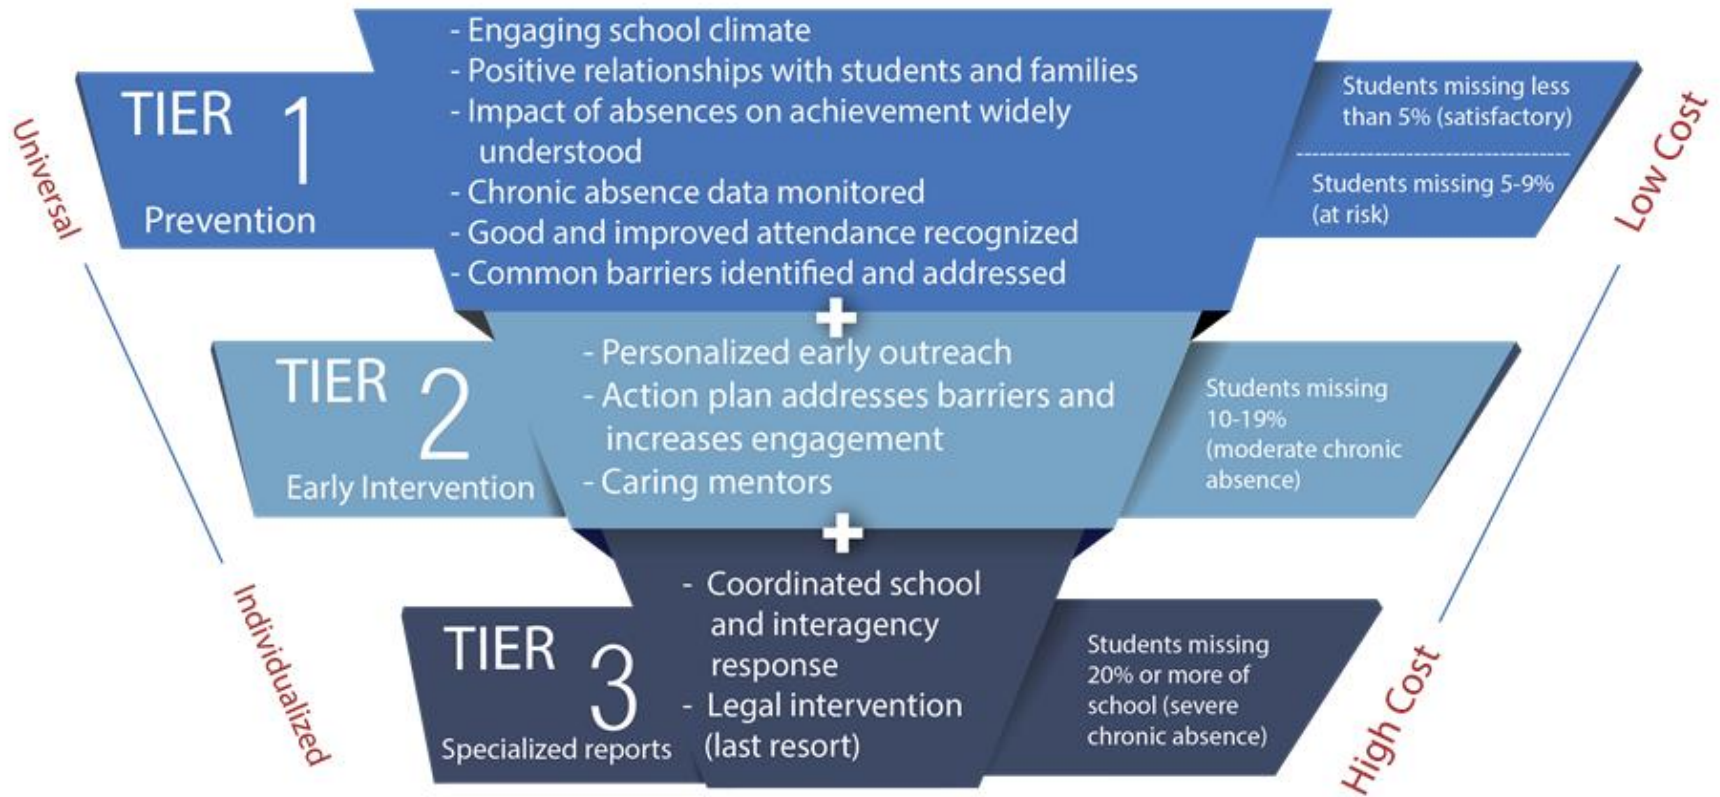 Universal
TIER 1
Prevention
- Engaging school climate
- Positive relationships with students and families
- Impact of absences on achievement widely
understood
- Chronic absence data monitored
- Good and improved attendance recognized
- Common barriers identified and addressed
Students missing less
than 5% (satisfactory)
Students missing 5-9%
(at risk)
Low Cost
+
TIER 2
Early Intervention
- Personalized early outreach
- Action plan addresses barriers and
increases engagement
- Caring mentors
Students missing
10-19%
(moderate chronic
absence)
+
Individualized
TIER 3
Specialized reports
- Coordinated school
and interagency
response
- Legal intervention
(last resort)
Students missing
20% or more of
school (severe
chronic absence)
High Cost